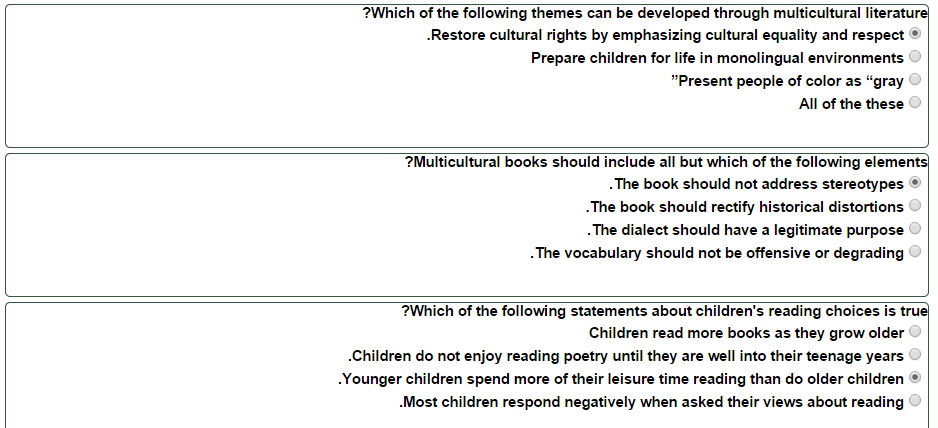 ?Which of the following themes can be developed through multicultural literature
.Restore cultural rights by emphasizing cultural equality and respect
Prepare children for life in monolingual environments
”Present people of color as “gray
All of the these
?Multicultural books should include all but which of the following elements
.The book should not address stereotypes
.The book should rectify historical distortions
.The dialect should have a legitimate purpose
.The vocabulary should not be offensive or degrading
?Which of the following statements about children's reading choices is true
Children read more books as they grow older
.Children do not enjoy reading poetry until they are well into their teenage years
.Younger children spend more of their leisure time reading than do older children
.Most children respond negatively when asked their views about reading